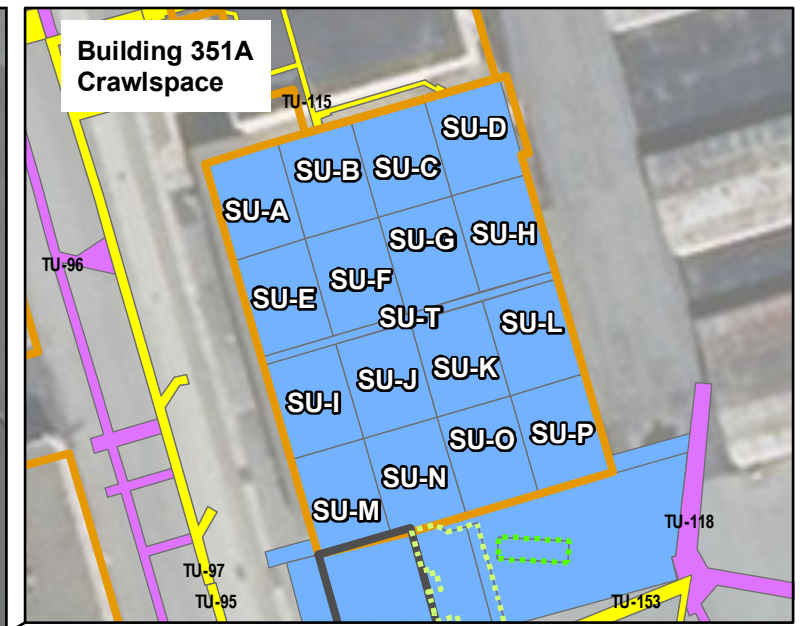 Building 351A
Crawlspace
TU-115
SU-D
SU-B
SU-C
SU-A
SU-G
SU-H
TU-96
SU-E
SU-F
SU-T
SU-L
SU-J
SU-K
SU-I
SU-O
SU-P
SU-N
SU-M
TU-118
TU-97
TU-95
TU-153